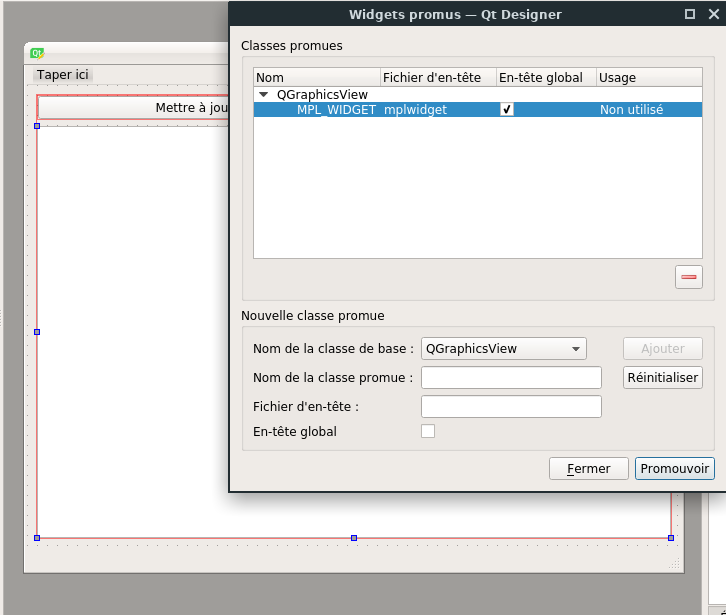 Widgets promus — Qt Designer
Qt
Taper ici
Mettre à jou
Classes promues
Nom Fichier d'en-tête En-tête global Usage
QGraphicsView
MPL_WIDGET mplwidget Non utilisé
Nouvelle classe promue
Nom de la classe de base : QGraphicsView Ajouter
Nom de la classe promue : Réinitialiser
Fichier d'en-tête :
En-tête global
Fermer Promouvoir